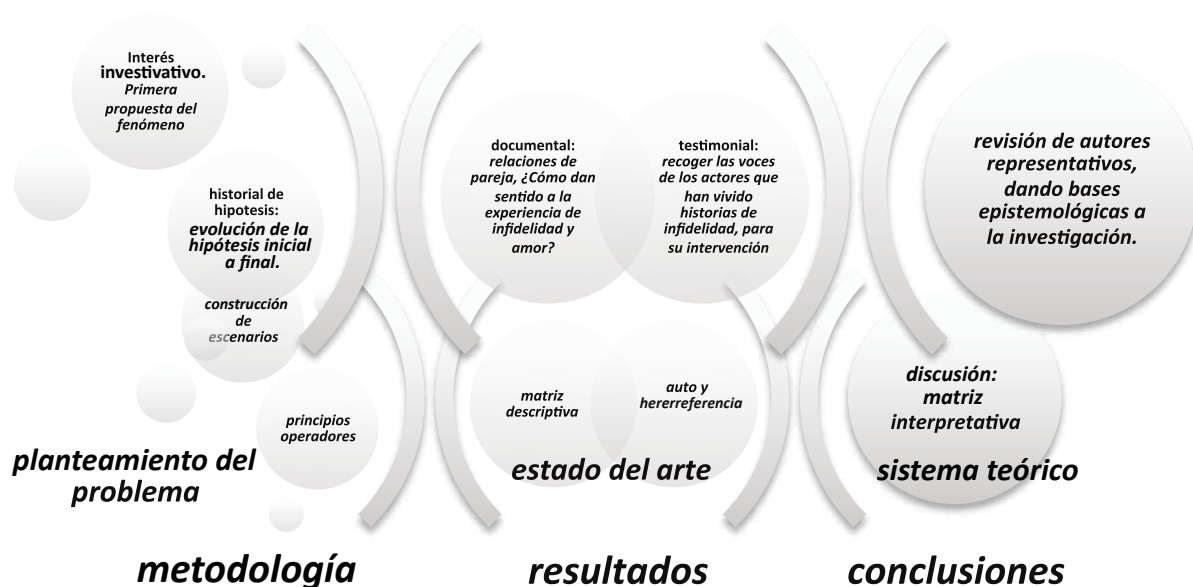 Interés
investivativo.
Primera
propuesta del
fenómeno
historial de
hipotesis:
evolución de la
hipótesis inicial
a final.
construcción
de
escenarios
principios
operadores
planteamiento del
problema
metodología
documental:
relaciones de
pareja, ¿Cómo dan
sentido a la
experiencia de
infidelidad y
amor?
testimonial:
recoger las voces
de los actores que
han vivido
historias de
infidelidad, para
su intervención
matriz
descriptiva
auto y
hererreferencia
estado del arte
resultados
revisión de autores
representativos,
dando bases
epistemológicas a
la investigación.
discusión:
matriz
interpretativa
sistema teórico
conclusiones